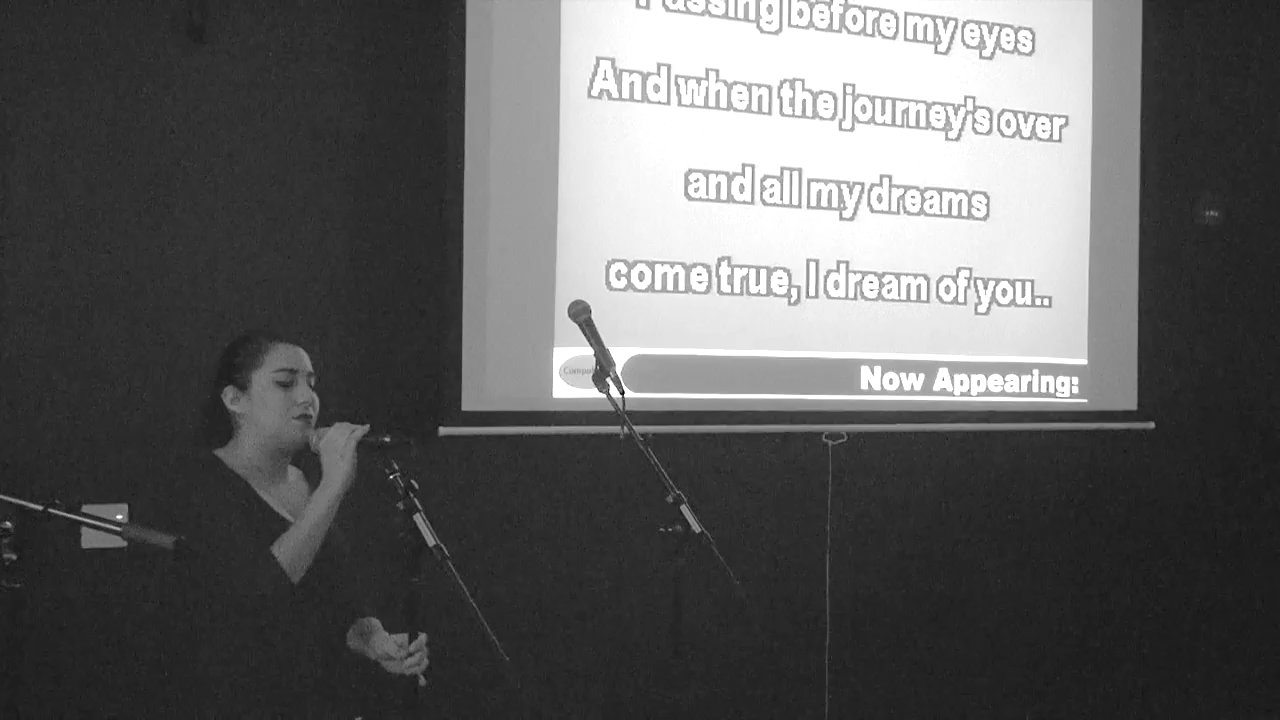 Passing before my eyes
And when the journey's over
and all my dreams
come true, I dream of you..
Now Appearing: